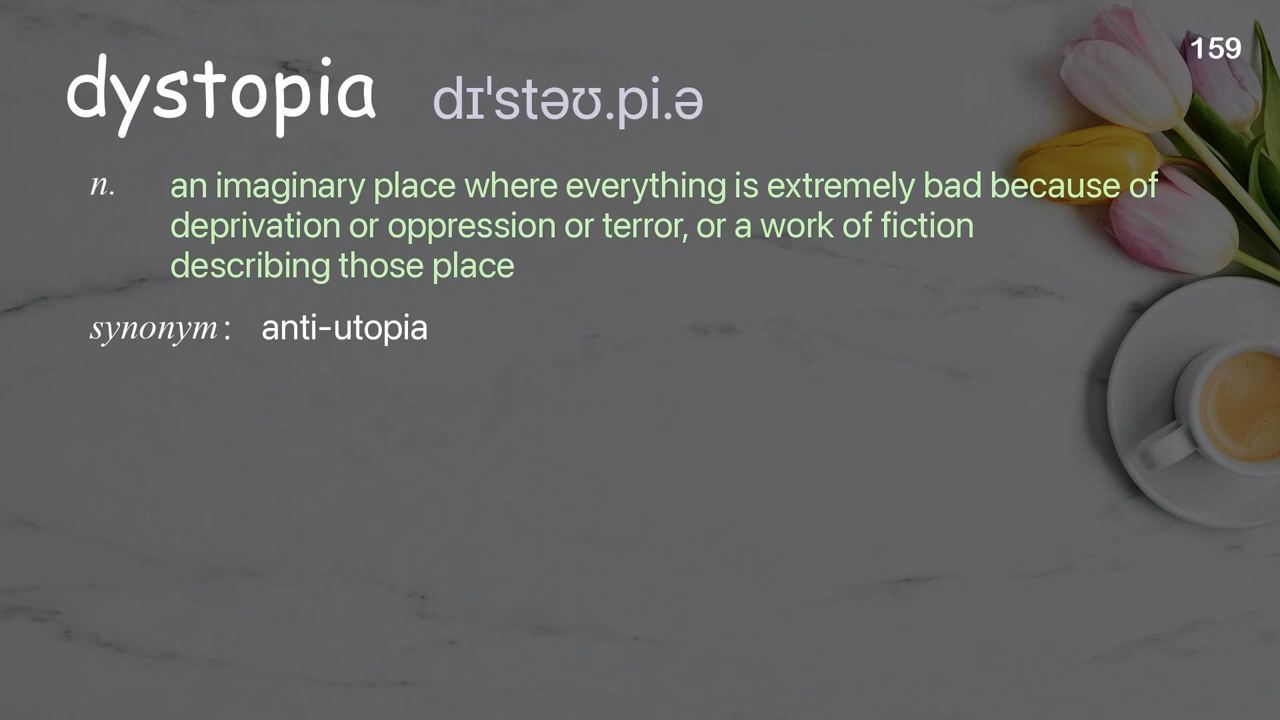 159
dystopia dɪˈstəʊ.pi.ə
n. an imaginary place where everything is extremely bad because of
deprivation or oppression or terror, or a work of fiction
describing those place
synonym: anti-utopia